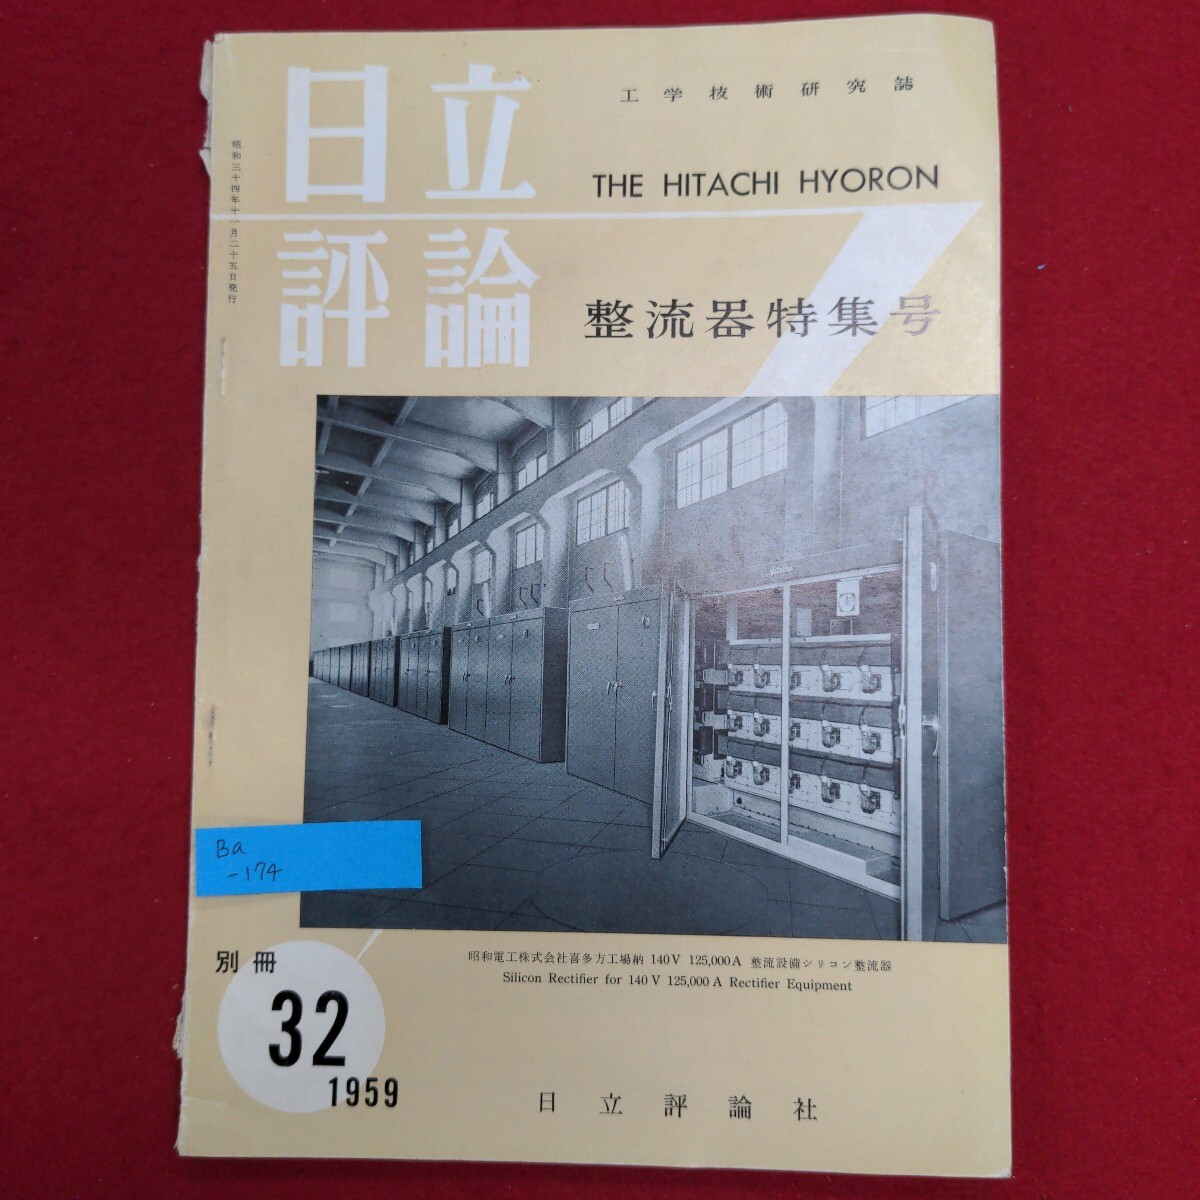 工学技術研究誌
日立
THE HITACHI HYORON
評論
整流器特集号
昭和三十四年十一月二十五日発行
Hitachi
Ba
-174
昭和電工株式会社喜多方工場納 140V 125,000A 整流設備シリコン整流器
Silicon Rectifier for 140 V 125,000 A Rectifier Equipment
別冊
32
1959
日立評論社